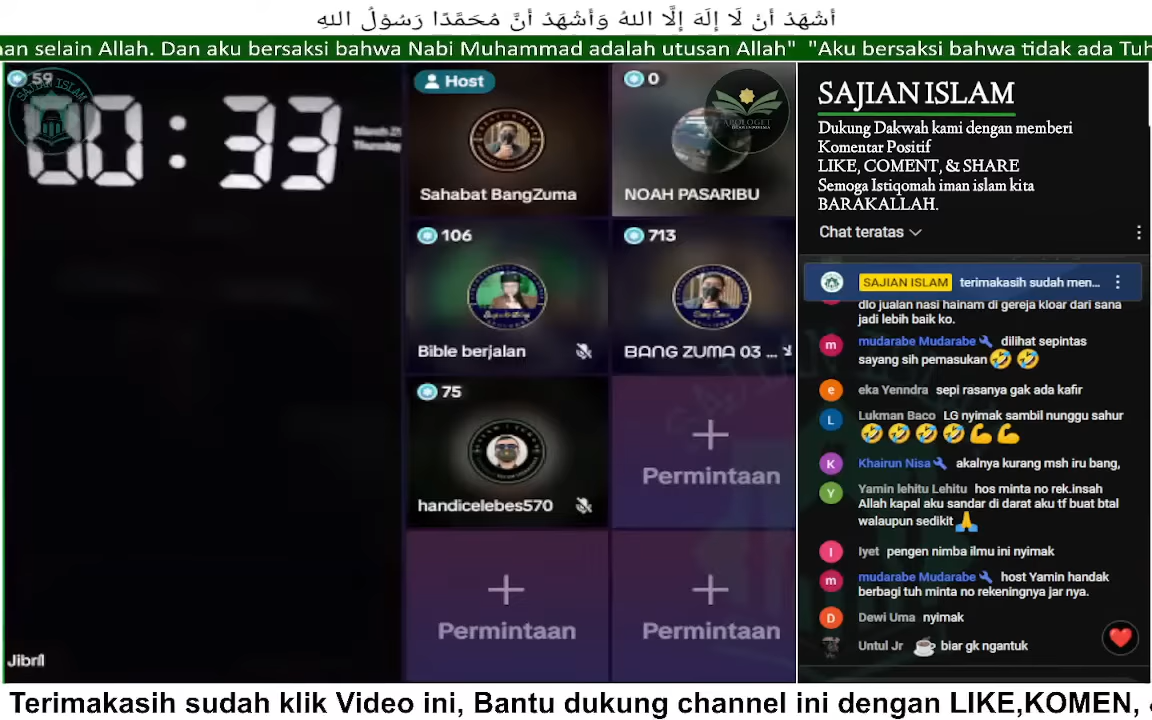 أشْهَدُ أنْ لَا إلَهَ إلَّا اللهُ وَأشْهَدُ أنَّ مُحَمَّدًا رَسُوْلُ اللهِ
an selain Allah. Dan aku bersaksi bahwa Nabi Muhammad adalah utusan Allah" "Aku bersaksi bahwa tidak ada Tuh
59
SAJIAN ISLAM
00:33
Jibril
Host
Sahabat BangZuma
0
NOAH PASARIBU
106
Bible berjalan
713
BANG ZUMA 03 ...
75
handicelebes570
Permintaan
Permintaan
Permintaan
SAJIAN ISLAM
Dukung Dakwah kami dengan memberi
Komentar Positif
LIKE, COMENT, & SHARE
Semoga Istiqomah iman islam kita
BARAKALLAH.
Chat teratas
SAJIAN ISLAM terimakasih sudah men...
dlo jualan nasi hainam di gereja kloar dari sana
jadi lebih baik ko.
mudarabe Mudarabe dilihat sepintas
sayang sih pemasukan 🤣 🤣
eka Yenndra sepi rasanya gak ada kafir
Lukman Baco LG nyimak sambil nunggu sahur
🤣 🤣 🤣 🤣 💪 💪
Khairun Nisa akalnya kurang msh iru bang,
Yamin lehitu Lehitu hos minta no rek.insah
Allah kapal aku sandar di darat aku tf buat btal
walaupun sedikit 🙏
Iyet pengen nimba ilmu ini nyimak
mudarabe Mudarabe host Yamin handak
berbagi tuh minta no rekeningnya jar nya.
Dewi Uma nyimak
Untul Jr ☕ biar gk ngantuk
Terimakasih sudah klik Video ini, Bantu dukung channel ini dengan LIKE,KOMEN,